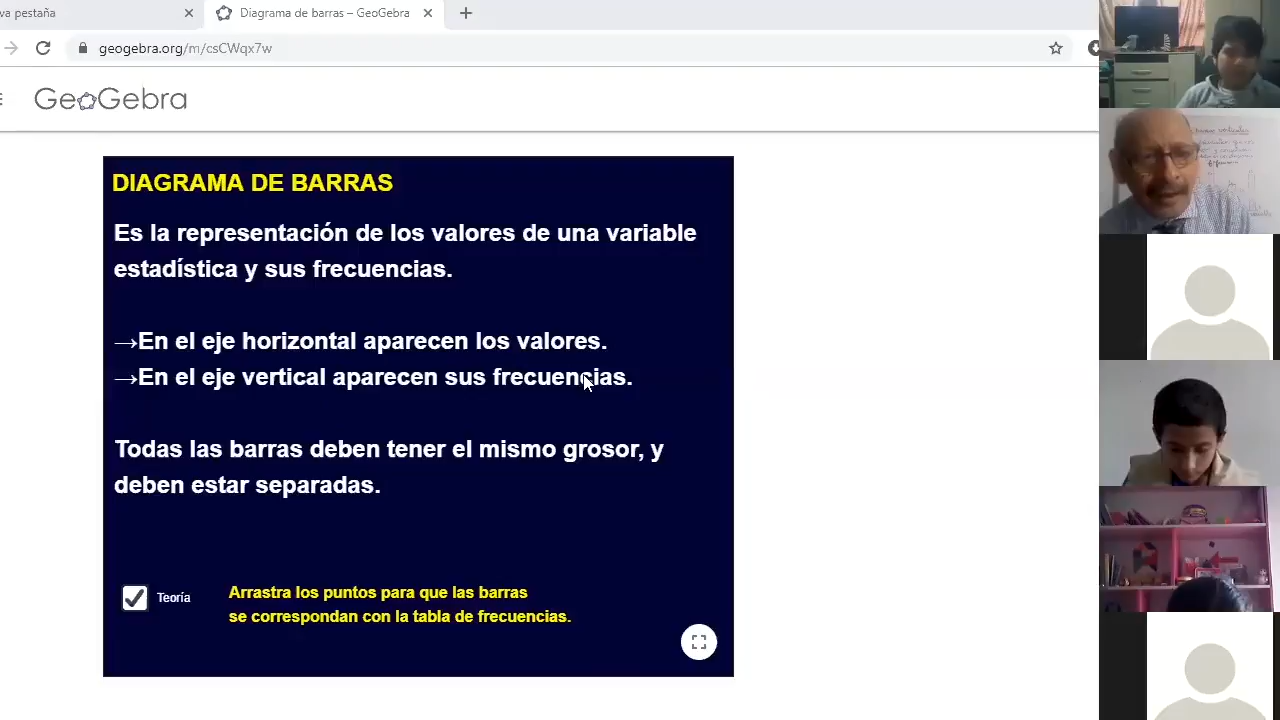 va pestaña
Diagrama de barras – GeoGebra
geogebra.org/m/csCWqx7w
GeoGebra
DIAGRAMA DE BARRAS
Es la representación de los valores de una variable
estadística y sus frecuencias.
→En el eje horizontal aparecen los valores.
→En el eje vertical aparecen sus frecuencias.
Todas las barras deben tener el mismo grosor, y
deben estar separadas.
Teoría
Arrastra los puntos para que las barras
se correspondan con la tabla de frecuencias.